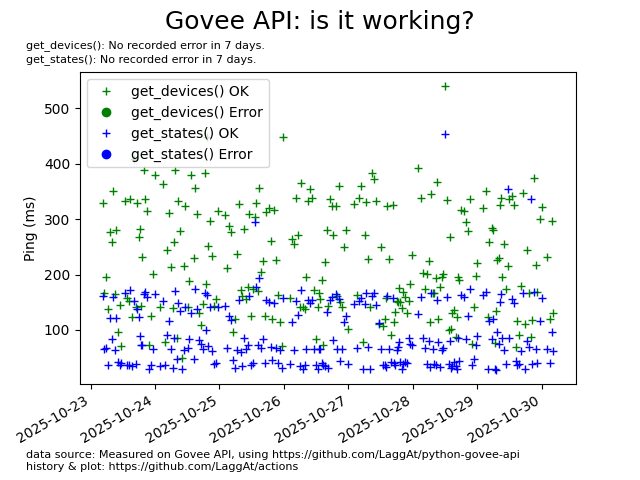 Govee API: is it working?
get_devices(): No recorded error in 7 days.
get_states(): No recorded error in 7 days.
get_devices() OK
get_devices() Error
get_states() OK
get_states() Error
500
400
300
200
100
Ping (ms)
2025-10-23
2025-10-24
2025-10-25
2025-10-26
2025-10-27
2025-10-28
2025-10-29
2025-10-30
data source: Measured on Govee API, using https://github.com/LaggAt/python-govee-api
history & plot: https://github.com/LaggAt/actions